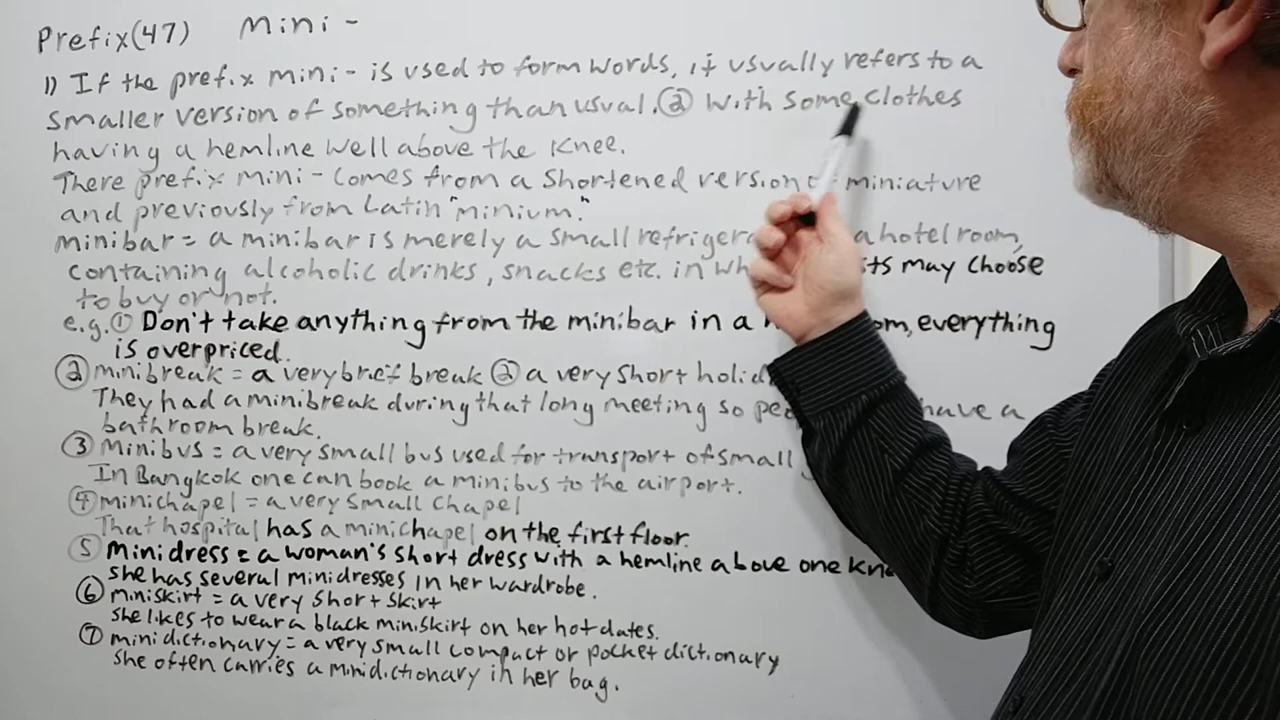 Prefix(47) Mini-
1) If the prefix mini- is used to form words, it usually refers to a
smaller version of something than usual. ② with some clothes
having a hemline well above the knee.
There prefix mini- comes from a shortened version miniature
and previously from Latin "minium."
minibar = a minibar is merely a small a hotel room,
containing alcoholic drinks, snacks etc. in may choose
to buy or not.
e.g. ① Don't take anything from the minibar in a everything
is overpriced.
② minibreak = a very brief break ② a very short
They had a minibreak during that long meeting so have a
bathroom break.
③ Minibus = a very small bus used for transport of small
In Bangkok one can book a minibus to the airport.
④ minichapel = a very small chapel
That hospital has a minichapel on the first floor.
⑤ Minidress = a woman's short dress with a hemline above one
she has several minidresses in her wardrobe.
⑥ miniskirt = a very short skirt
she likes to wear a black miniskirt on her hot dates.
⑦ minidictionary = a very small compact or pocket dictionary
she often carries a minidictionary in her bag.